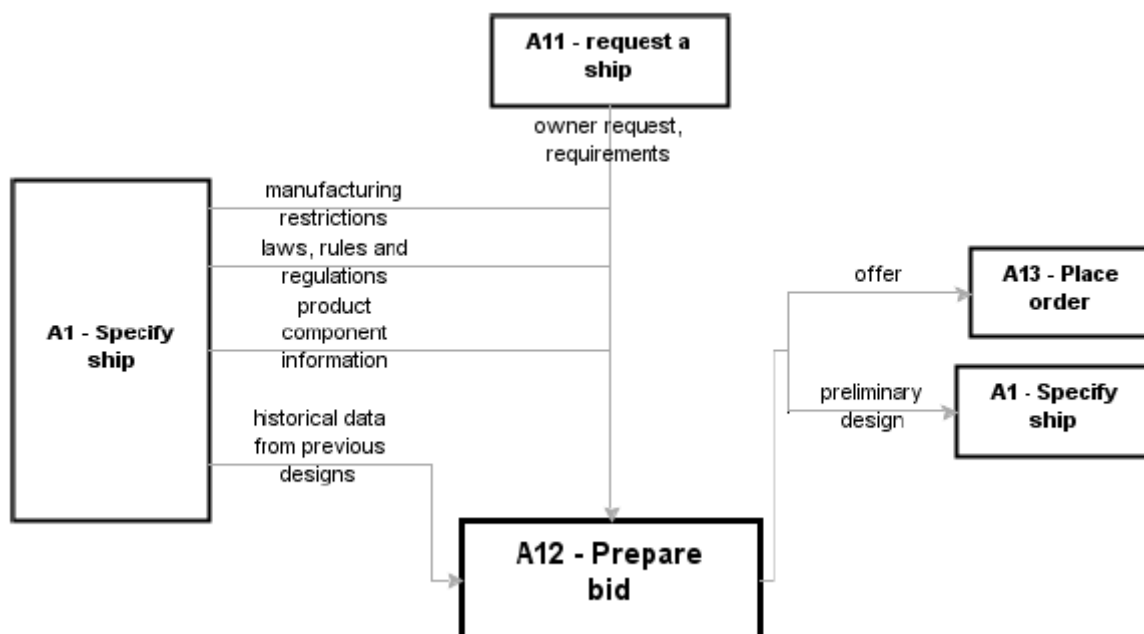 A11 - request a
ship
owner request,
requirements
manufacturing
restrictions
laws, rules and
regulations
product
component
information
historical data
from previous
designs
A1 - Specify
ship
offer
A13 - Place
order
preliminary
design
A1 - Specify
ship
A12 - Prepare
bid